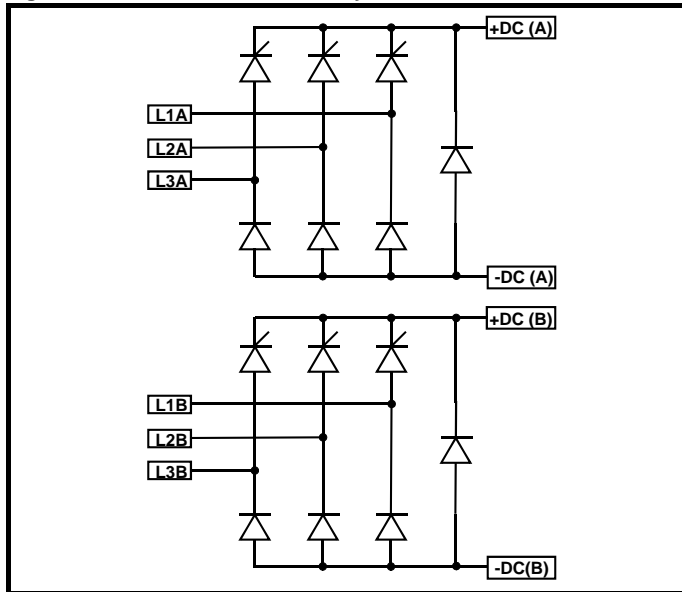 +DC (A)
L1A
L2A
L3A
-DC (A)
+DC (B)
L1B
L2B
L3B
-DC(B)